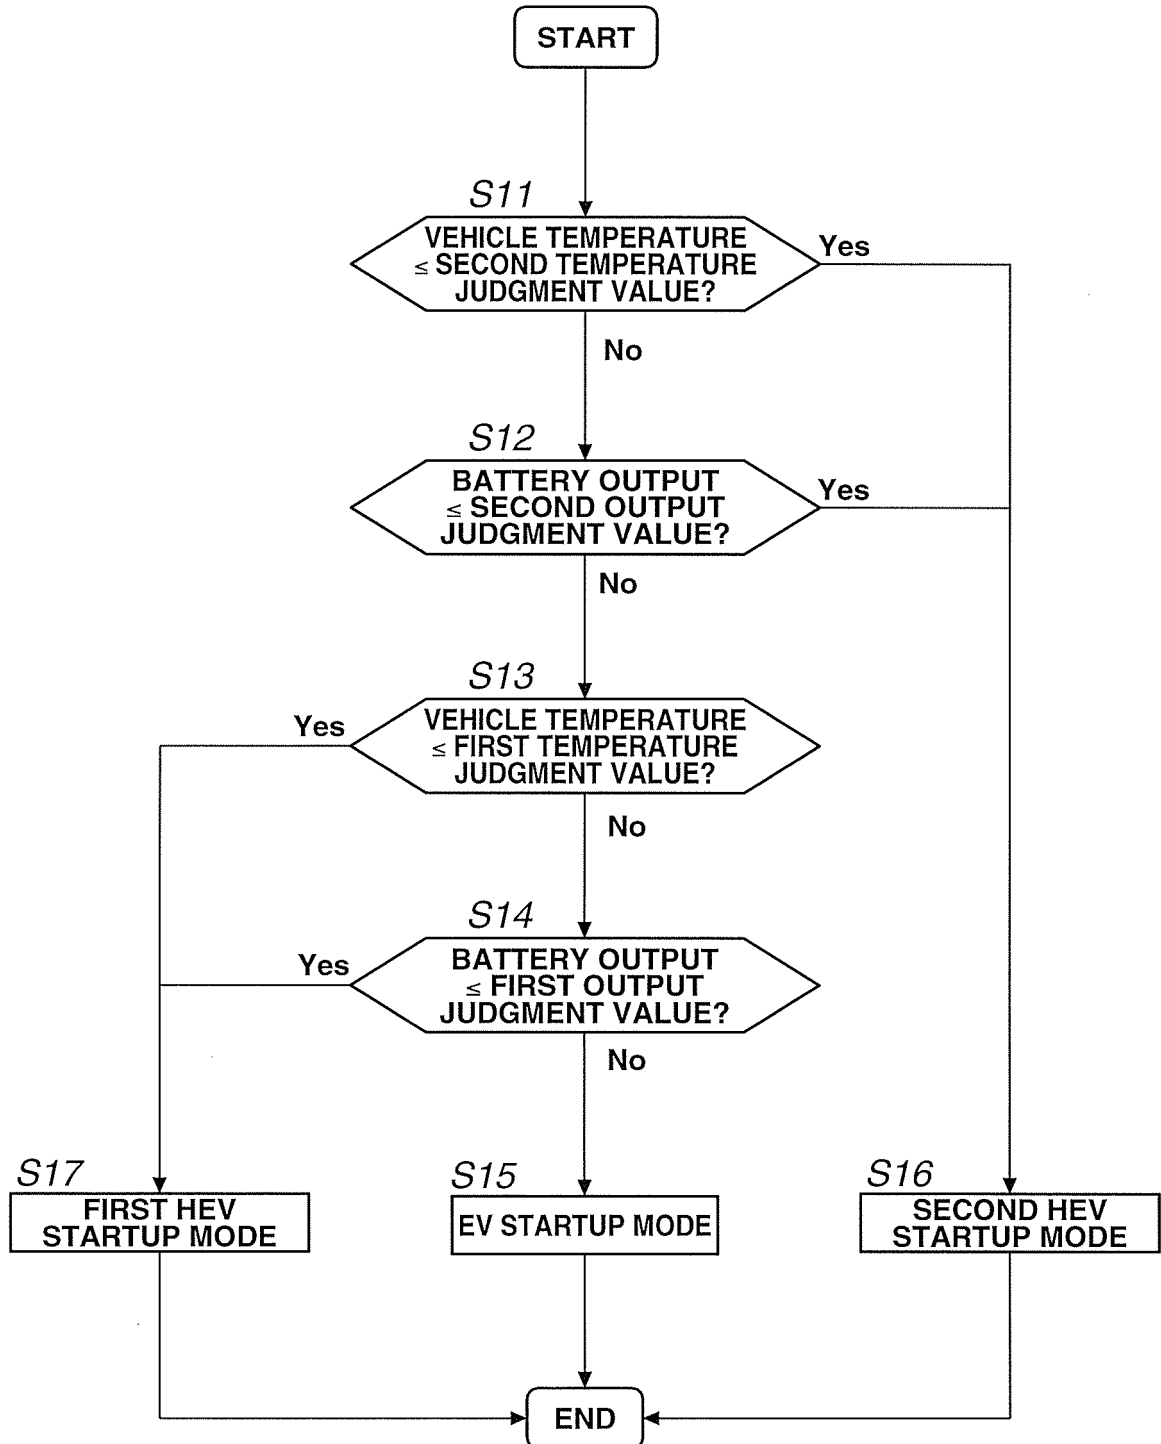 START
S11
VEHICLE TEMPERATURE
≤ SECOND TEMPERATURE
JUDGMENT VALUE?
Yes
No
S12
BATTERY OUTPUT
≤ SECOND OUTPUT
JUDGMENT VALUE?
Yes
No
S13
VEHICLE TEMPERATURE
≤ FIRST TEMPERATURE
JUDGMENT VALUE?
Yes
No
S14
BATTERY OUTPUT
≤ FIRST OUTPUT
JUDGMENT VALUE?
Yes
No
S17
FIRST HEV
STARTUP MODE
S15
EV STARTUP MODE
S16
SECOND HEV
STARTUP MODE
END